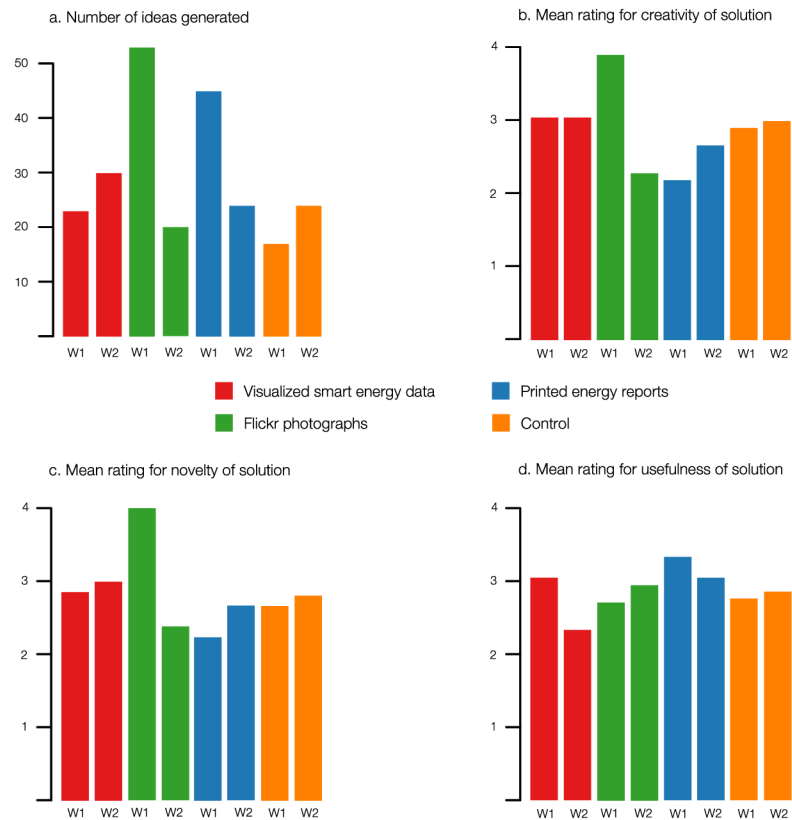 a. Number of ideas generated
50
40
30
20
10
W1 W2 W1 W2 W1 W2 W1 W2
b. Mean rating for creativity of solution
4
3
2
1
W1 W2 W1 W2 W1 W2 W1 W2
Visualized smart energy data
Printed energy reports
Flickr photographs
Control
c. Mean rating for novelty of solution
4
3
2
1
W1 W2 W1 W2 W1 W2 W1 W2
d. Mean rating for usefulness of solution
4
3
2
1
W1 W2 W1 W2 W1 W2 W1 W2